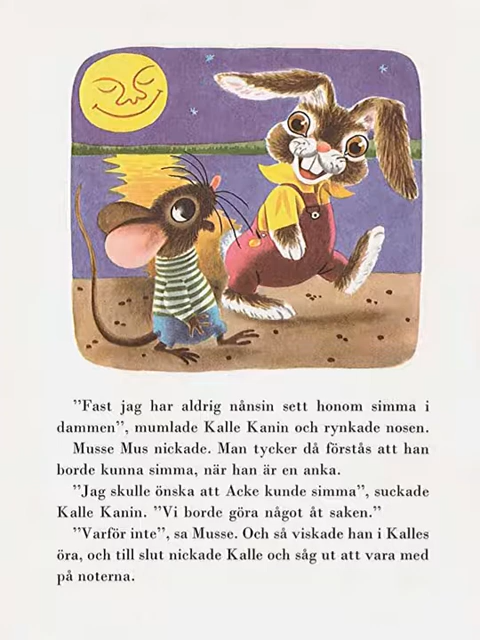 ”Fast jag har aldrig nånsin sett honom simma i
dammen”, mumlade Kalle Kanin och rynkade nosen.
Musse Mus nickade. Man tycker då förstås att han
borde kunna simma, när han är en anka.
”Jag skulle önska att Acke kunde simma”, suckade
Kalle Kanin. ”Vi borde göra något åt saken.”
”Varför inte”, sa Musse. Och så viskade han i Kalles
öra, och till slut nickade Kalle och såg ut att vara med
på noterna.